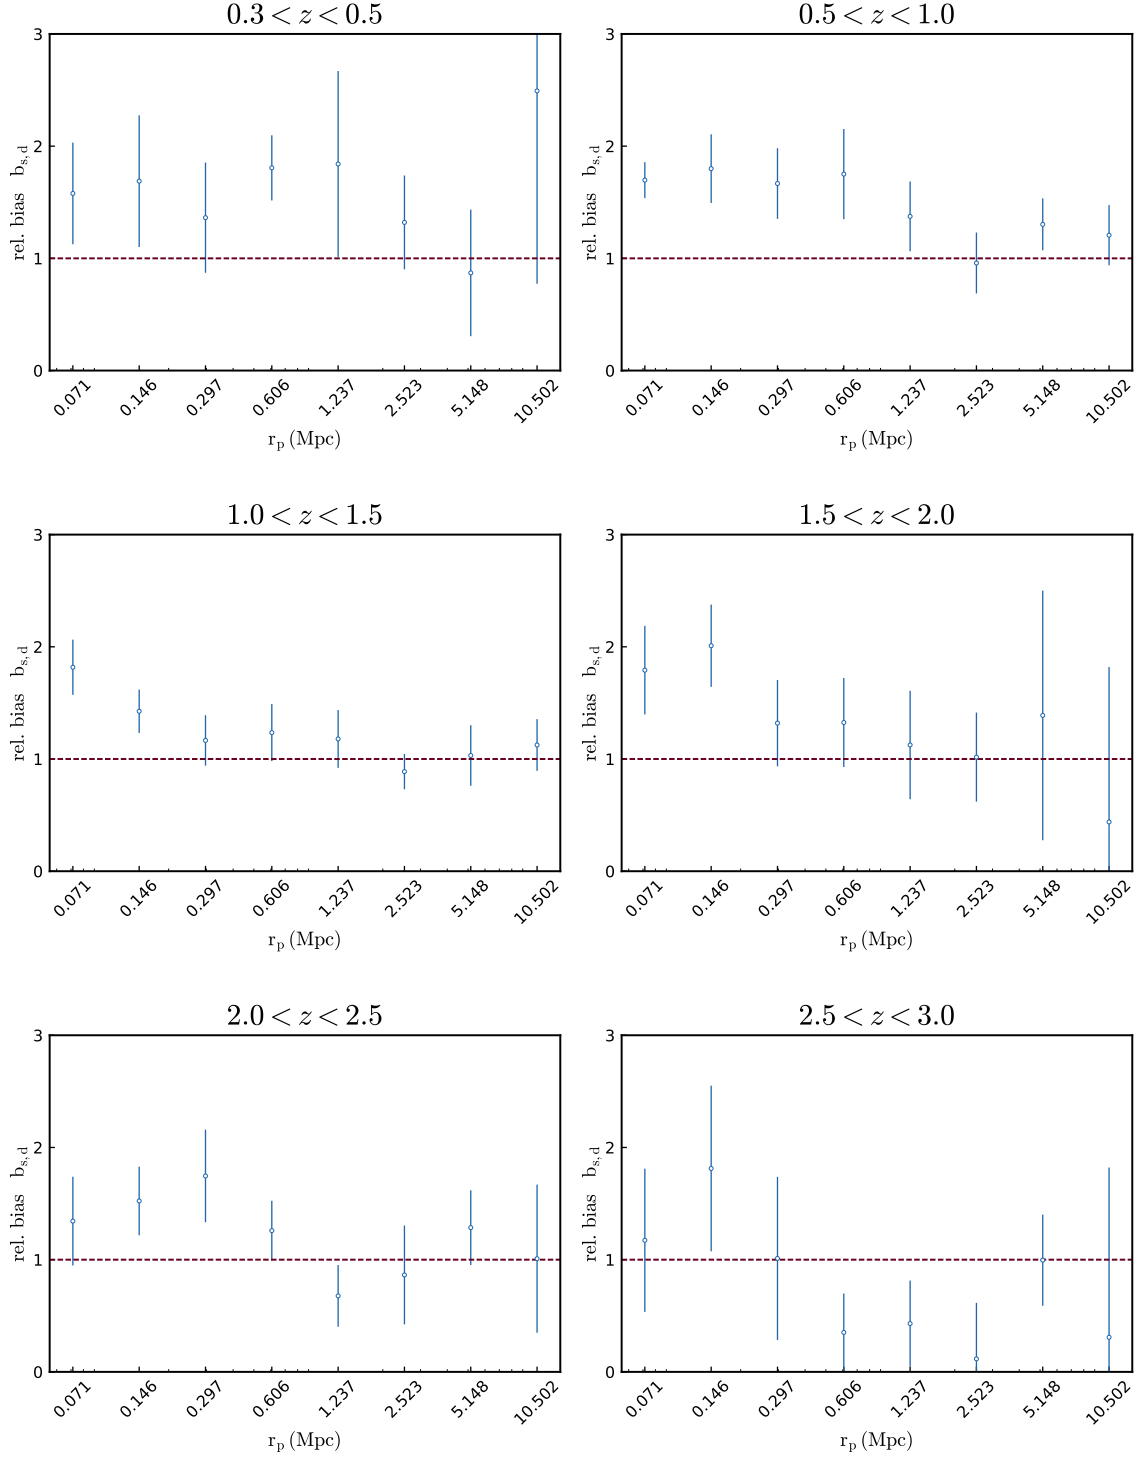 0.3 < z < 0.5
0.5 < z < 1.0
3
2
1
0
rel. bias b_{s,d}
0.071 0.146 0.297 0.606 1.237 2.523 5.148 10.502
r_p (Mpc)
3
2
1
0
rel. bias b_{s,d}
0.071 0.146 0.297 0.606 1.237 2.523 5.148 10.502
r_p (Mpc)
1.0 < z < 1.5
1.5 < z < 2.0
3
2
1
0
rel. bias b_{s,d}
0.071 0.146 0.297 0.606 1.237 2.523 5.148 10.502
r_p (Mpc)
3
2
1
0
rel. bias b_{s,d}
0.071 0.146 0.297 0.606 1.237 2.523 5.148 10.502
r_p (Mpc)
2.0 < z < 2.5
2.5 < z < 3.0
3
2
1
0
rel. bias b_{s,d}
0.071 0.146 0.297 0.606 1.237 2.523 5.148 10.502
r_p (Mpc)
3
2
1
0
rel. bias b_{s,d}
0.071 0.146 0.297 0.606 1.237 2.523 5.148 10.502
r_p (Mpc)